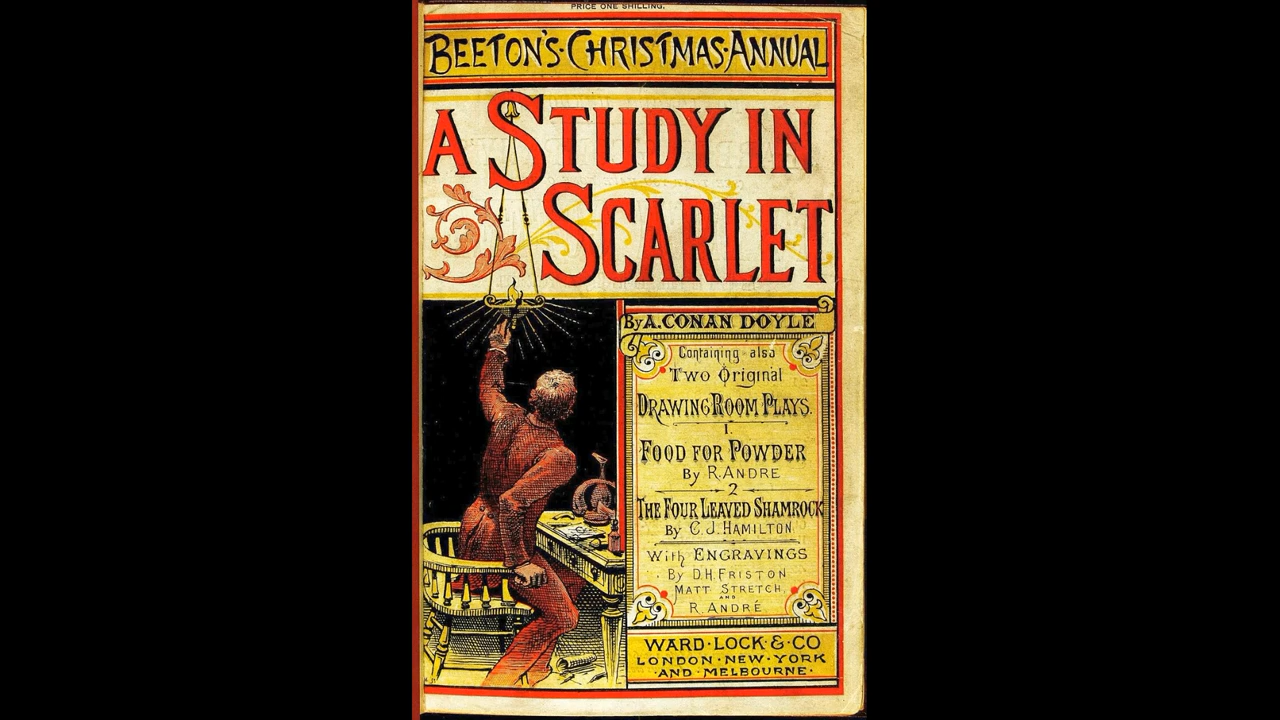 PRICE ONE SHILLING.
BEETON'S·CHRISTMAS·ANNUAL
A STUDY IN
SCARLET
By A. CONAN DOYLE
Containing also
Two Original
DRAWING ROOM PLAYS.
1.
FOOD FOR POWDER
By R. ANDRE
2
THE FOUR LEAVED SHAMROCK
By C. J. HAMILTON
With ENGRAVINGS
By D.H. FRISTON
MATT STRETCH
AND
R. ANDRÉ
WARD·LOCK·&·CO
LONDON·NEW·YORK
AND·MELBOURNE·